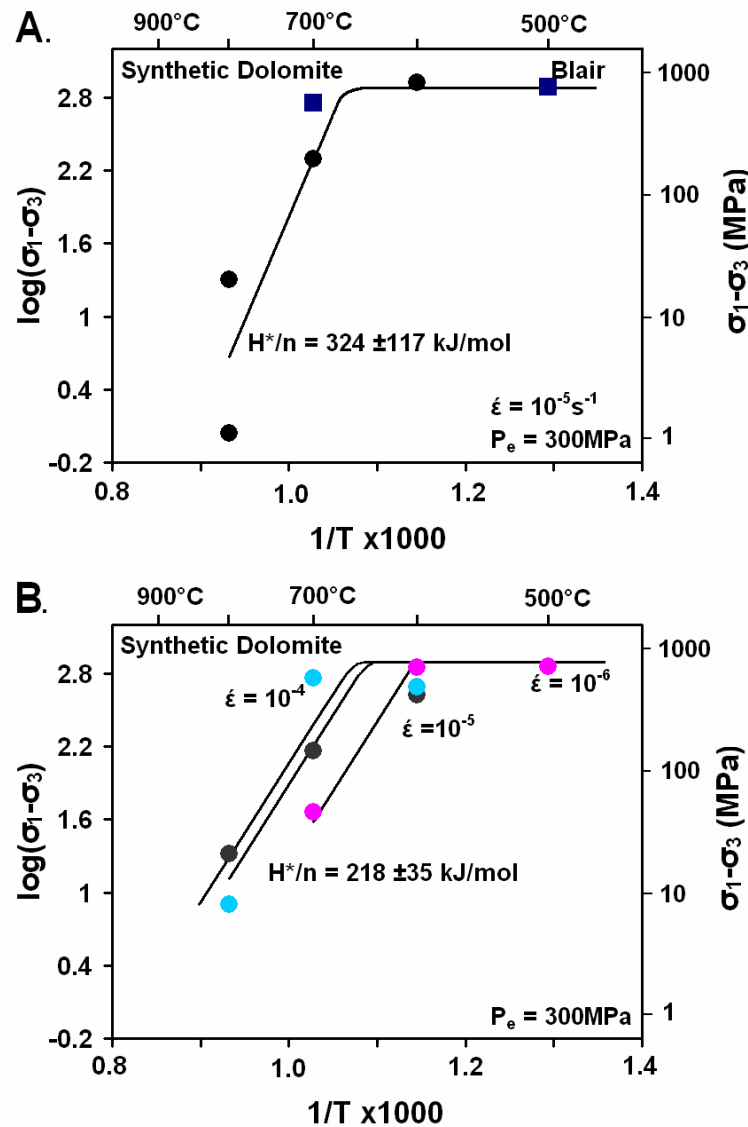 A.
900°C 700°C 500°C
Synthetic Dolomite Blair
2.8
2.2
1.6
1
0.4
-0.2
log(σ₁-σ₃)
1000
100
10
1
σ₁-σ₃ (MPa)
H*/n = 324 ±117 kJ/mol
έ = 10⁻⁵s⁻¹
Pₑ = 300MPa
0.8 1.0 1.2 1.4
1/T x1000
B.
900°C 700°C 500°C
Synthetic Dolomite
2.8
2.2
1.6
1
0.4
-0.2
log(σ₁-σ₃)
1000
100
10
1
σ₁-σ₃ (MPa)
έ = 10⁻⁴
έ = 10⁻⁶
έ =10⁻⁵
H*/n = 218 ±35 kJ/mol
Pₑ = 300MPa
0.8 1.0 1.2 1.4
1/T x1000